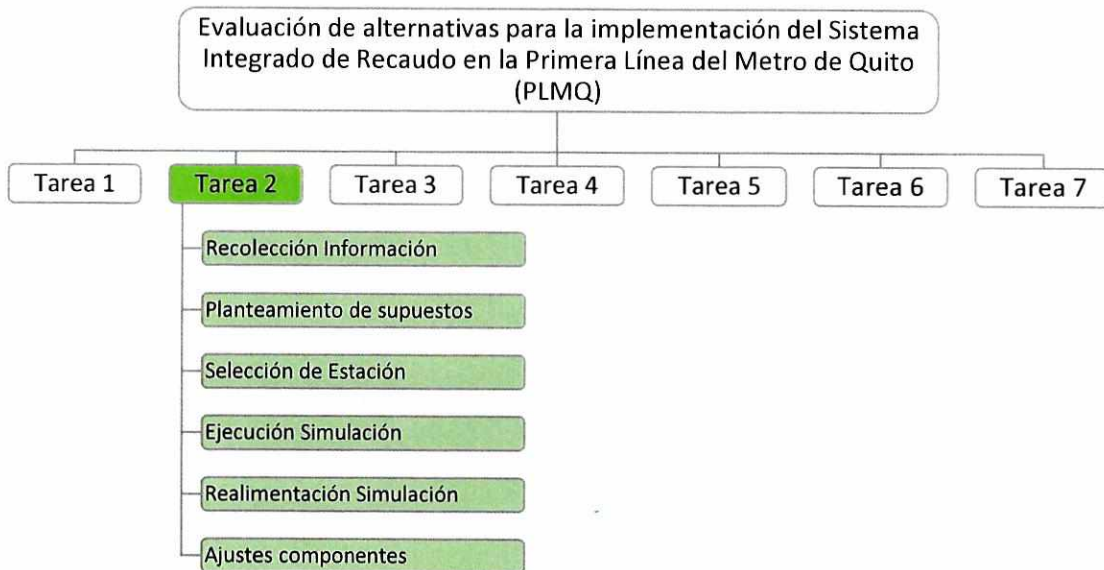 Evaluación de alternativas para la implementación del Sistema
Integrado de Recaudo en la Primera Línea del Metro de Quito
(PLMQ)
Tarea 1
Tarea 2
Tarea 3
Tarea 4
Tarea 5
Tarea 6
Tarea 7
Recolección Información
Planteamiento de supuestos
Selección de Estación
Ejecución Simulación
Realimentación Simulación
Ajustes componentes